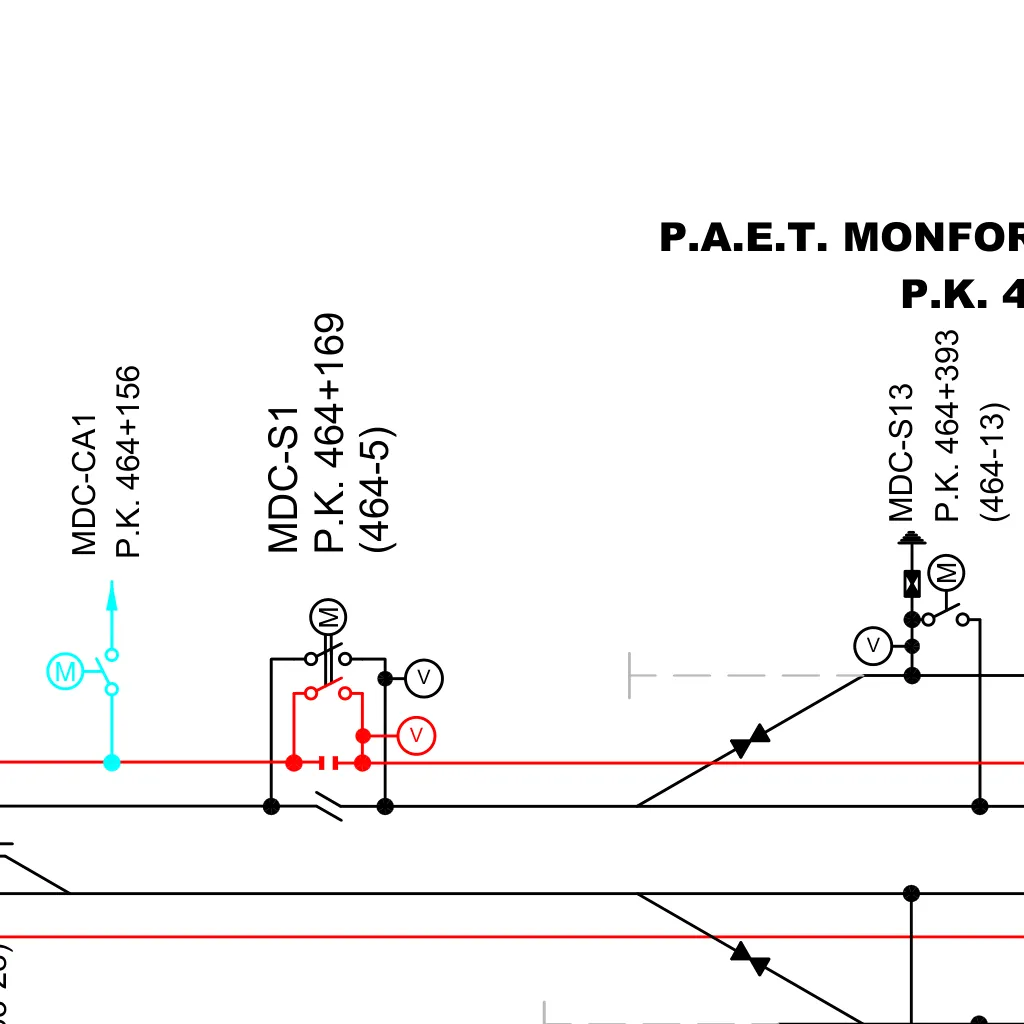 P.A.E.T. MONFOR
P.K. 4
MDC-CA1
P.K. 464+156
MDC-S1
P.K. 464+169
(464-5)
MDC-S13
P.K. 464+393
(464-13)
M
M
M
V
V
V